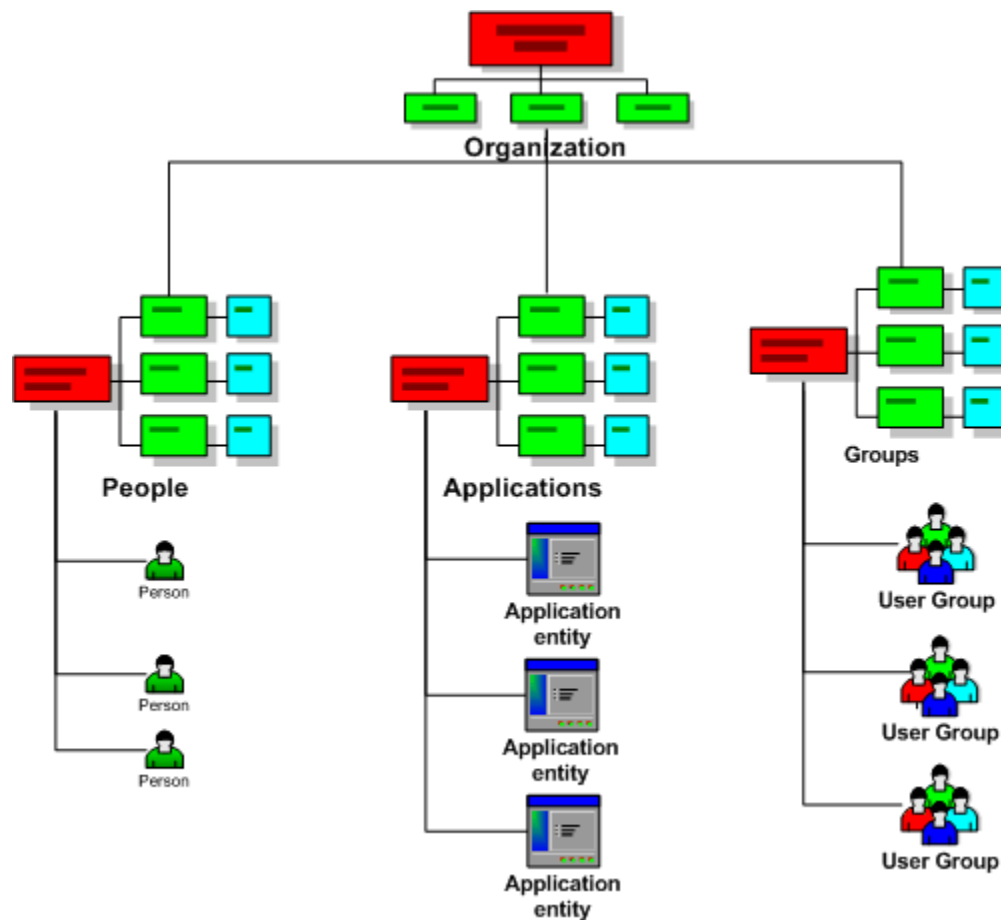 Organization
People
Applications
Groups
Person
Person
Person
Application
entity
Application
entity
Application
entity
User Group
User Group
User Group